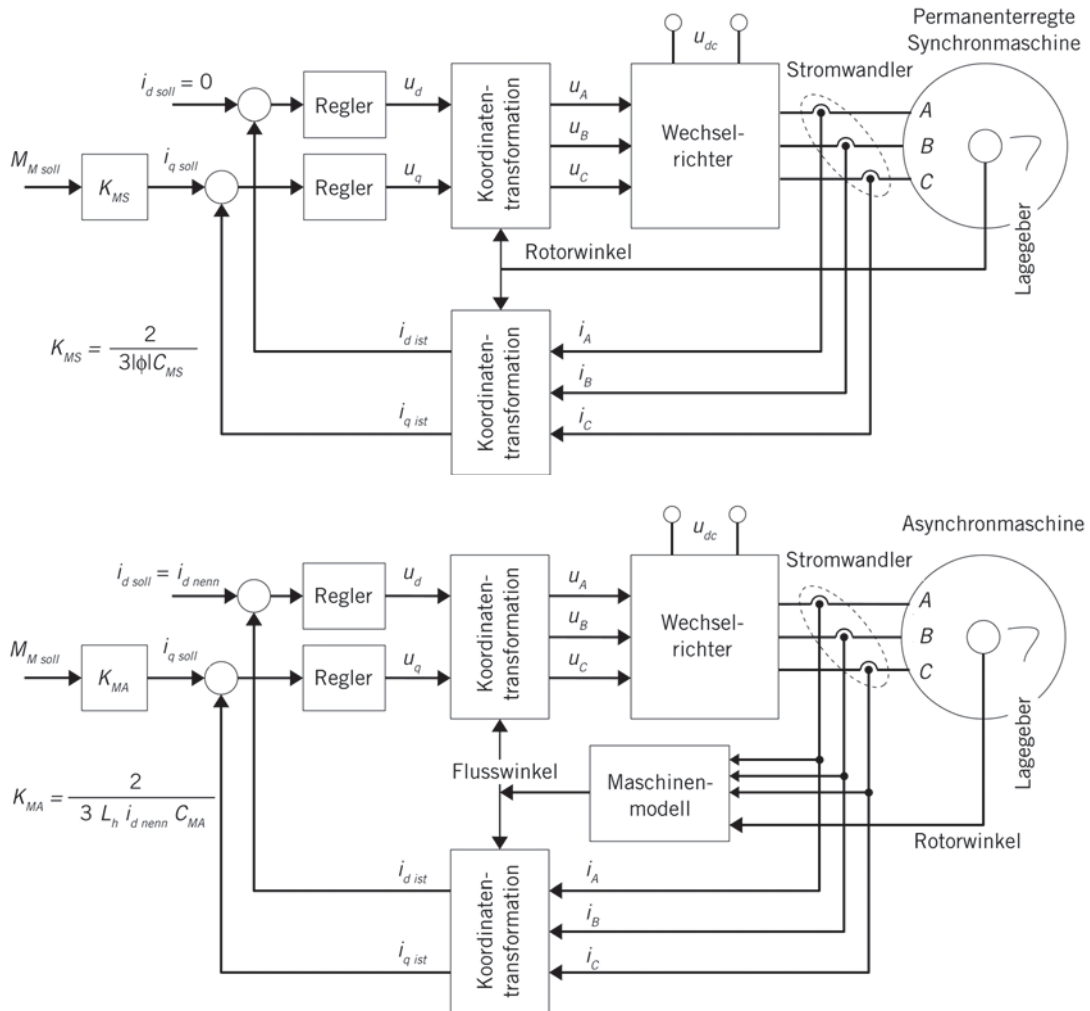 Permanenterregte
Synchronmaschine
u_dc
Stromwandler
i_d soll = 0
Regler
u_d
Koordinaten-
transformation
u_A
u_B
u_C
Wechsel-
richter
A
B
C
M_M soll
K_MS
i_q soll
Regler
u_q
Lagegeber
Rotorwinkel
K_MS = 2 / 3|ϕ|C_MS
i_d ist
i_q ist
Koordinaten-
transformation
i_A
i_B
i_C
Asynchronmaschine
u_dc
Stromwandler
i_d soll = i_d nenn
Regler
u_d
Koordinaten-
transformation
u_A
u_B
u_C
Wechsel-
richter
A
B
C
M_M soll
K_MA
i_q soll
Regler
u_q
Lagegeber
Flusswinkel
Maschinen-
modell
Rotorwinkel
K_MA = 2 / 3 L_h i_d nenn C_MA
i_d ist
i_q ist
Koordinaten-
transformation
i_A
i_B
i_C